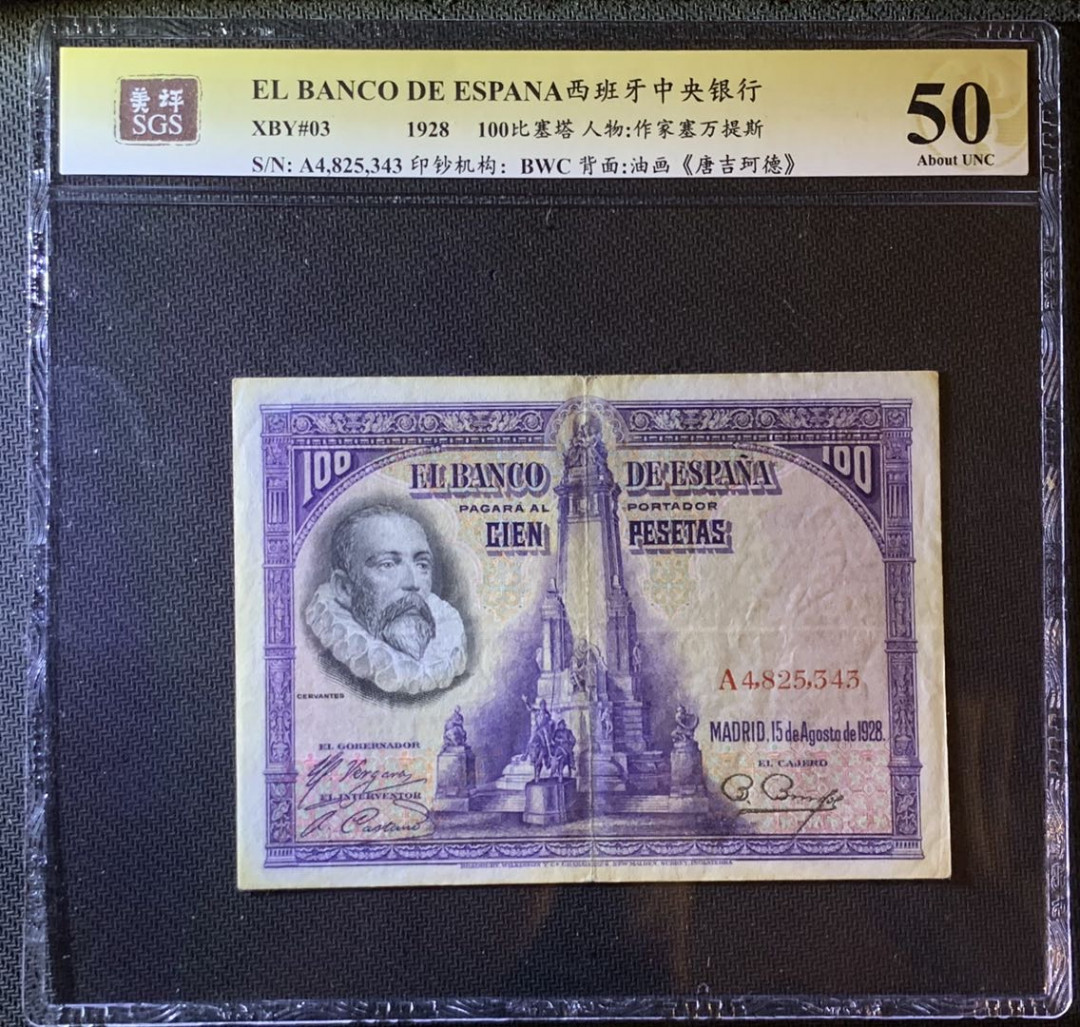 美评
SGS
EL BANCO DE ESPANA西班牙中央银行
XBY#03 1928 100比塞塔 人物:作家塞万提斯
S/N: A4,825,343 印钞机构: BWC 背面:油画《唐吉珂德》
50
About UNC
100 100
EL BANCO DE ESPAÑA
PAGARÁ AL PORTADOR
CIEN PESETAS
CERVANTES
A4,825,343
MADRID, 15 de Agosto de 1928.
EL GOBERNADOR
EL CAJERO
EL INTERVENTOR